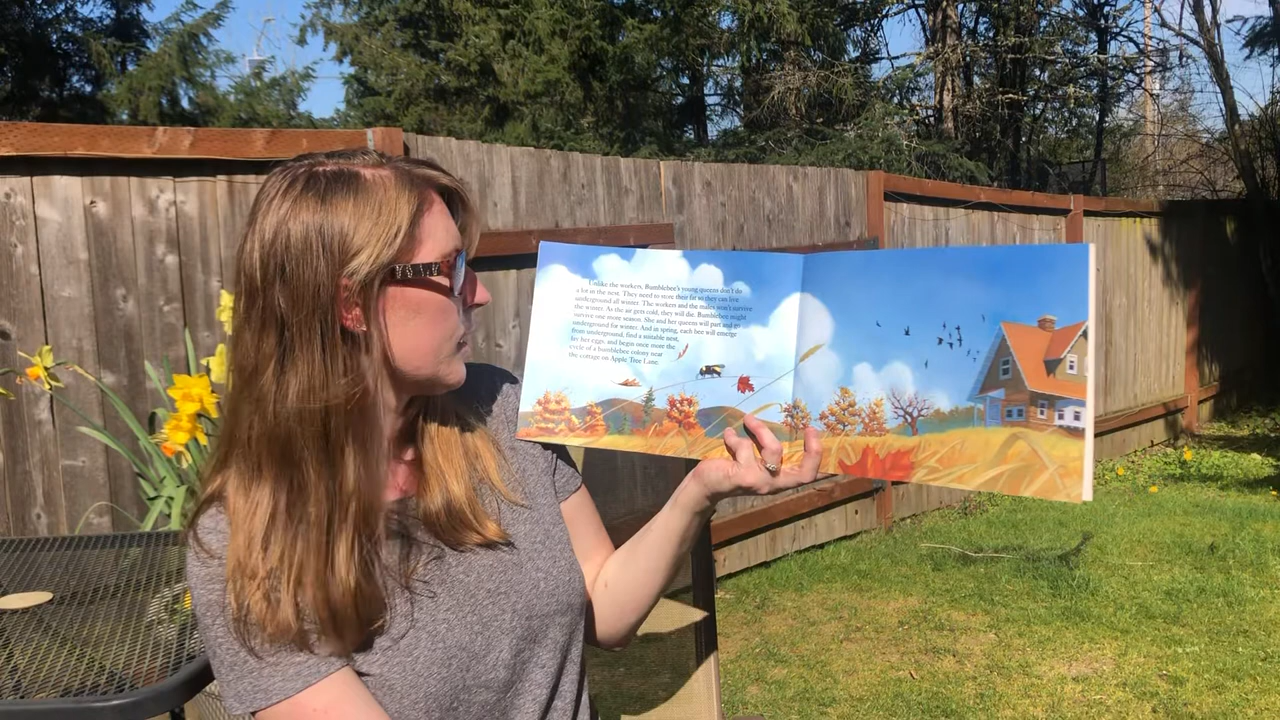 Unlike the workers, Bumblebee's young queens don't do
a lot in the nest. They need to store their fat so they can live
underground all winter. The workers and the males won't survive
the winter. As the air gets cold, they will die. Bumblebee might
survive one more season. She and her queens will part and go
underground for winter. And in spring, each bee will emerge
from underground, find a suitable nest,
lay her eggs, and begin once more the
cycle of a bumblebee colony near
the cottage on Apple Tree Lane.